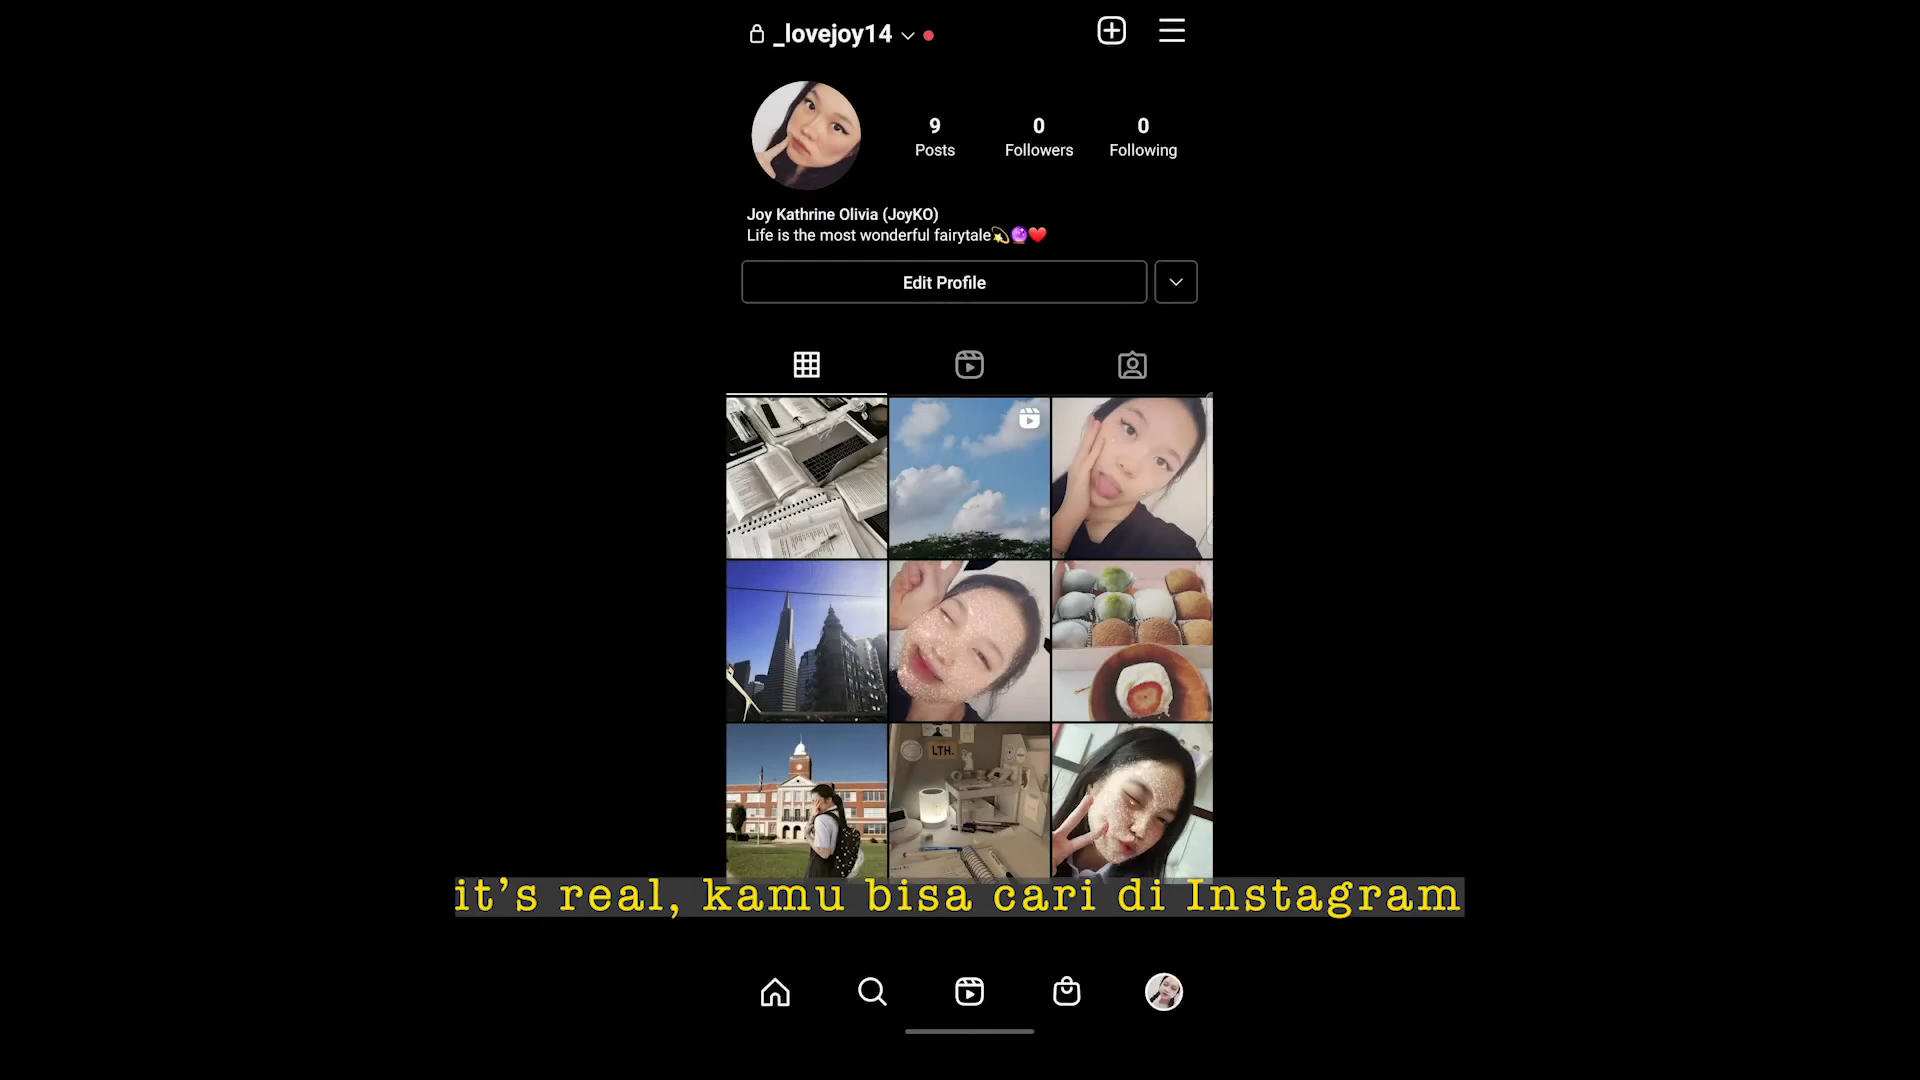 _lovejoy14
9 0 0
Posts Followers Following
Joy Kathrine Olivia (JoyKO)
Life is the most wonderful fairytale💫🔮❤️
Edit Profile
LTH.
it's real, kamu bisa cari di Instagram